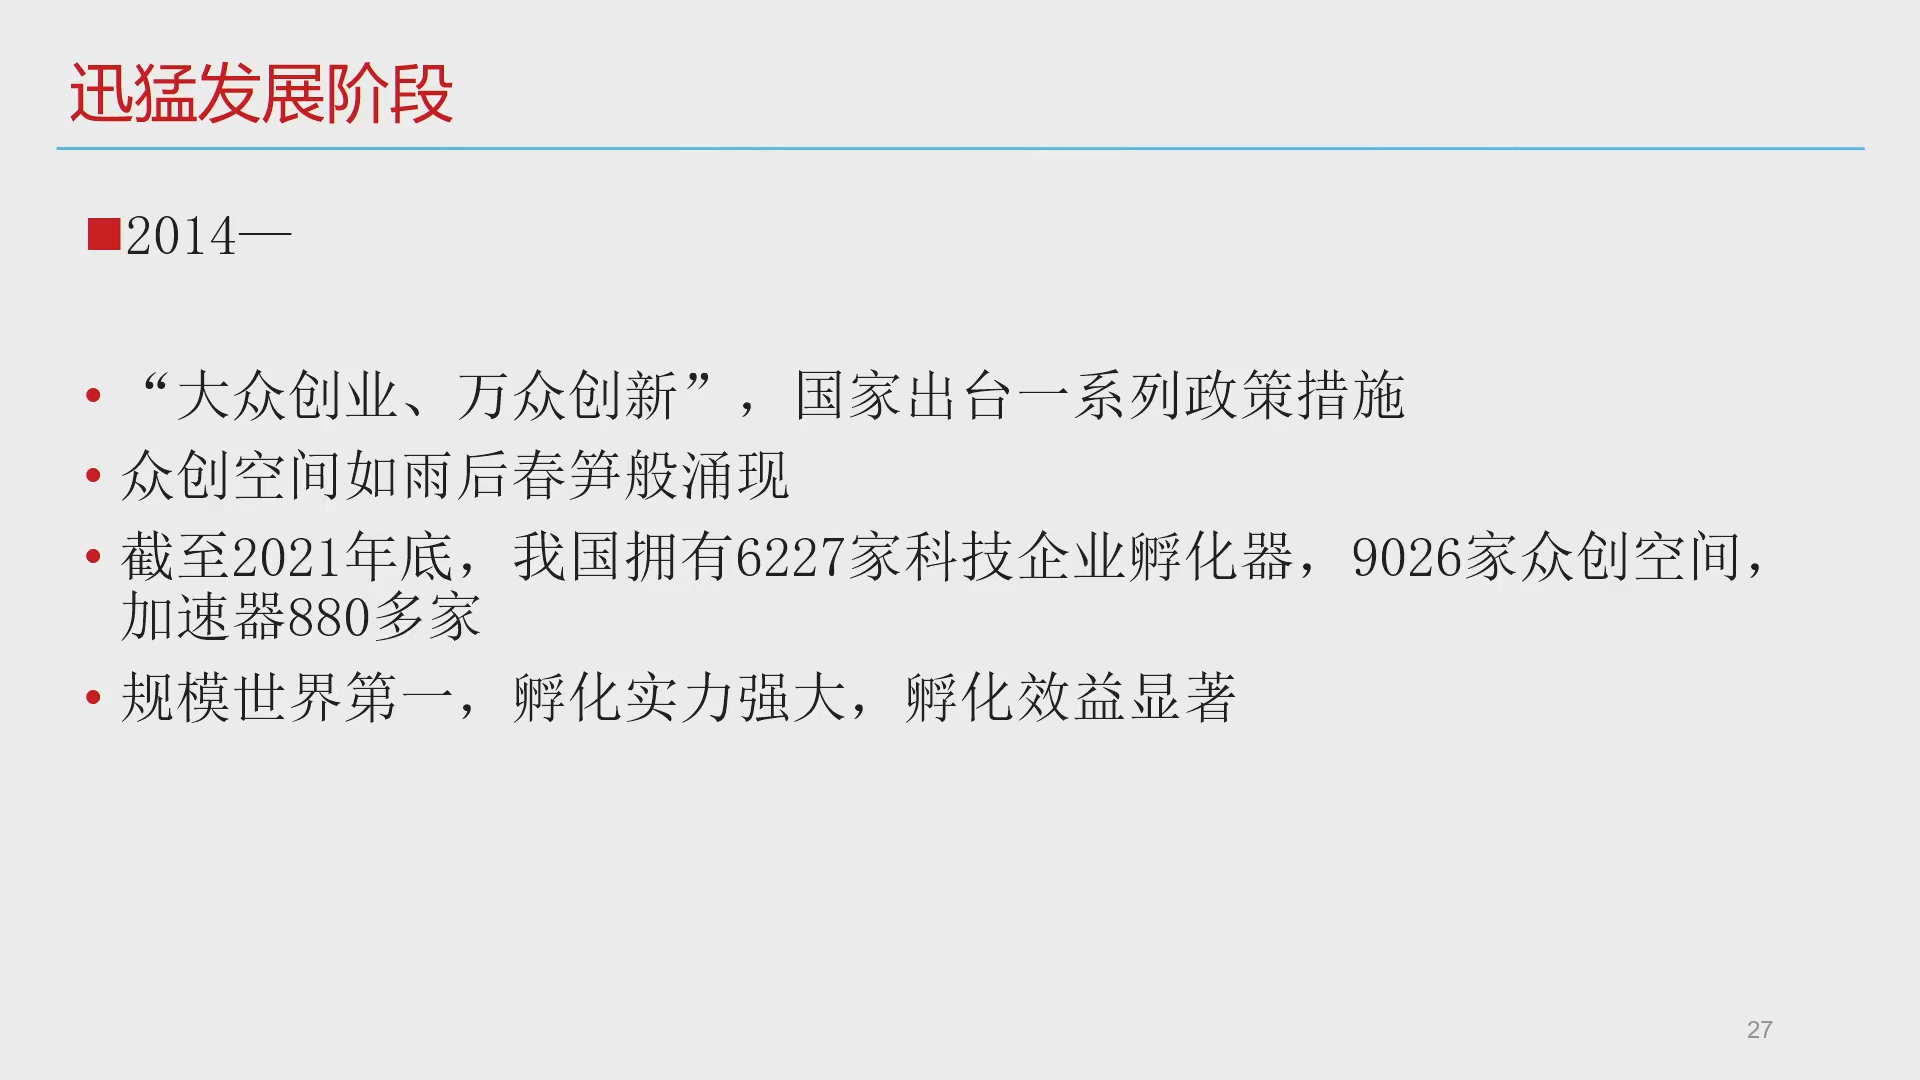 迅猛发展阶段
■2014—
• “大众创业、万众创新”，国家出台一系列政策措施
• 众创空间如雨后春笋般涌现
• 截至2021年底，我国拥有6227家科技企业孵化器，9026家众创空间，
加速器880多家
• 规模世界第一，孵化实力强大，孵化效益显著
27